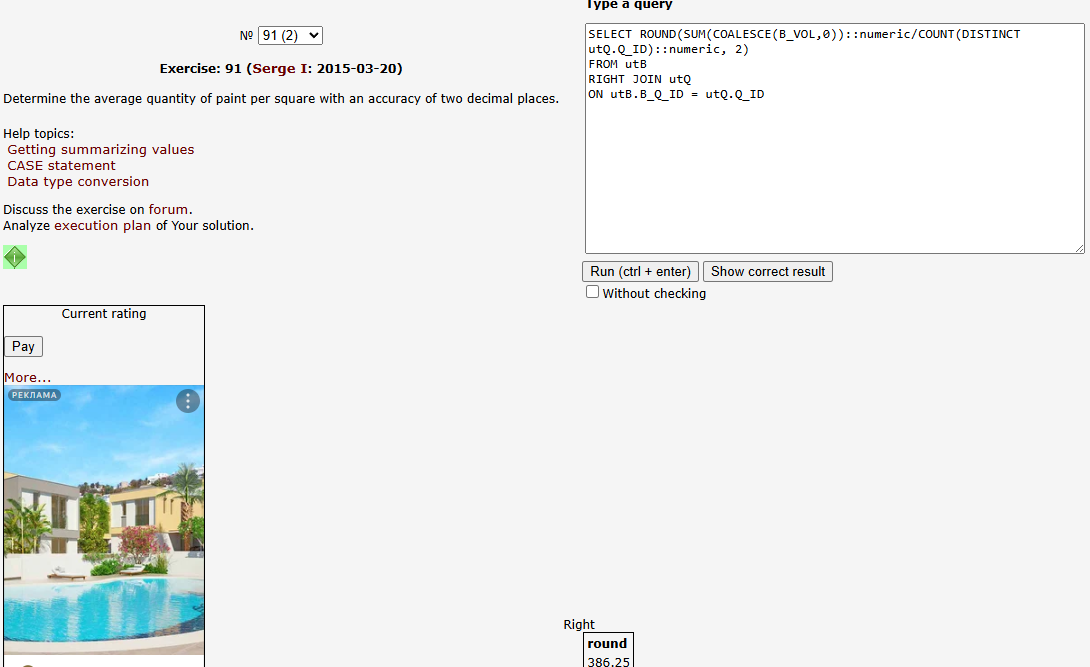 Type a query
№ 91 (2)
SELECT ROUND(SUM(COALESCE(B_VOL,0))::numeric/COUNT(DISTINCT
utQ.Q_ID)::numeric, 2)
FROM utB
RIGHT JOIN utQ
ON utB.B_Q_ID = utQ.Q_ID
Exercise: 91 (Serge I: 2015-03-20)
Determine the average quantity of paint per square with an accuracy of two decimal places.
Help topics:
Getting summarizing values
CASE statement
Data type conversion
Discuss the exercise on forum.
Analyze execution plan of Your solution.
Run (ctrl + enter) Show correct result
Without checking
Current rating
Pay
More...
РЕКЛАМА
Right
round
386.25